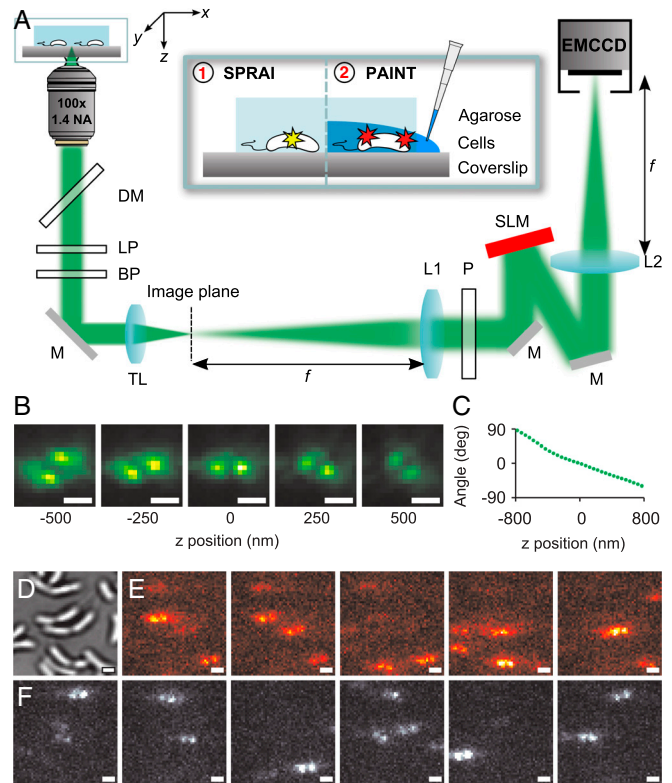 A
x
y
z
100x
1.4 NA
1 SPRAI
2 PAINT
Agarose
Cells
Coverslip
EMCCD
f
DM
LP
BP
Image plane
M
TL
f
L1
P
SLM
L2
M
M
B
-500
-250
0
250
500
z position (nm)
C
Angle (deg)
90
0
-90
-800
0
800
z position (nm)
D
E
F